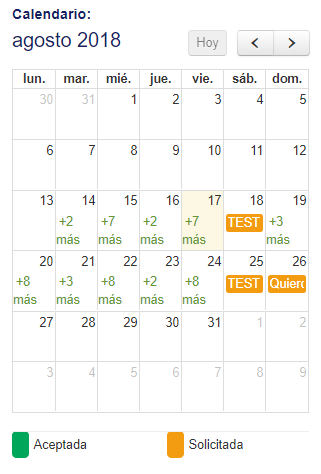 Calendario:
agosto 2018 Hoy
lun. mar. mié. jue. vie. sáb. dom.
30 31 1 2 3 4 5
6 7 8 9 10 11 12
13 14 15 16 17 18 19
+2 más +7 más +2 más +7 más TEST +3 más
20 21 22 23 24 25 26
+8 más +3 más +8 más +2 más +8 más TEST Quiero
27 28 29 30 31 1 2
3 4 5 6 7 8 9
Aceptada Solicitada